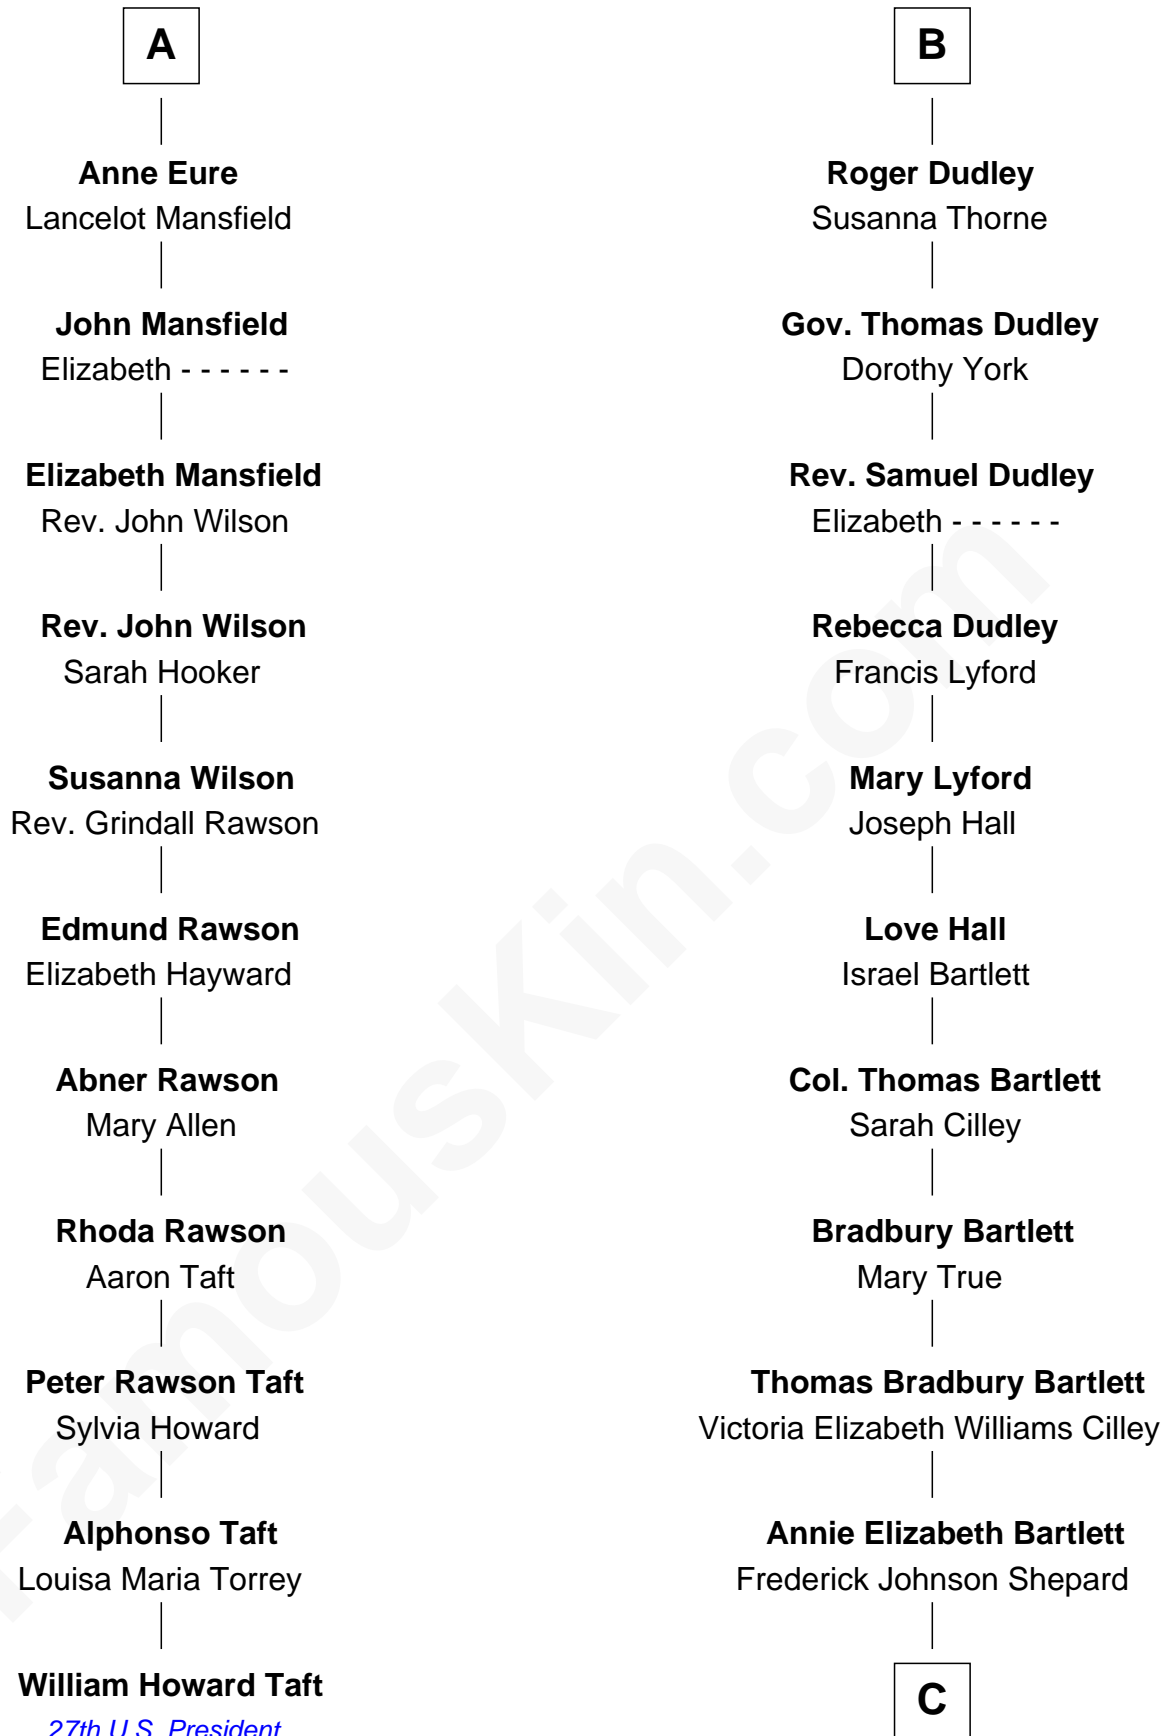 A
Anne Eure
Lancelot Mansfield
John Mansfield
Elizabeth - - - - - -
Elizabeth Mansfield
Rev. John Wilson
Rev. John Wilson
Sarah Hooker
Susanna Wilson
Rev. Grindall Rawson
Edmund Rawson
Elizabeth Hayward
Abner Rawson
Mary Allen
Rhoda Rawson
Aaron Taft
Peter Rawson Taft
Sylvia Howard
Alphonso Taft
Louisa Maria Torrey
William Howard Taft
27th U.S. President
B
Roger Dudley
Susanna Thorne
Gov. Thomas Dudley
Dorothy York
Rev. Samuel Dudley
Elizabeth - - - - - -
Rebecca Dudley
Francis Lyford
Mary Lyford
Joseph Hall
Love Hall
Israel Bartlett
Col. Thomas Bartlett
Sarah Cilley
Bradbury Bartlett
Mary True
Thomas Bradbury Bartlett
Victoria Elizabeth Williams Cilley
Annie Elizabeth Bartlett
Frederick Johnson Shepard
C
FamousKin.com